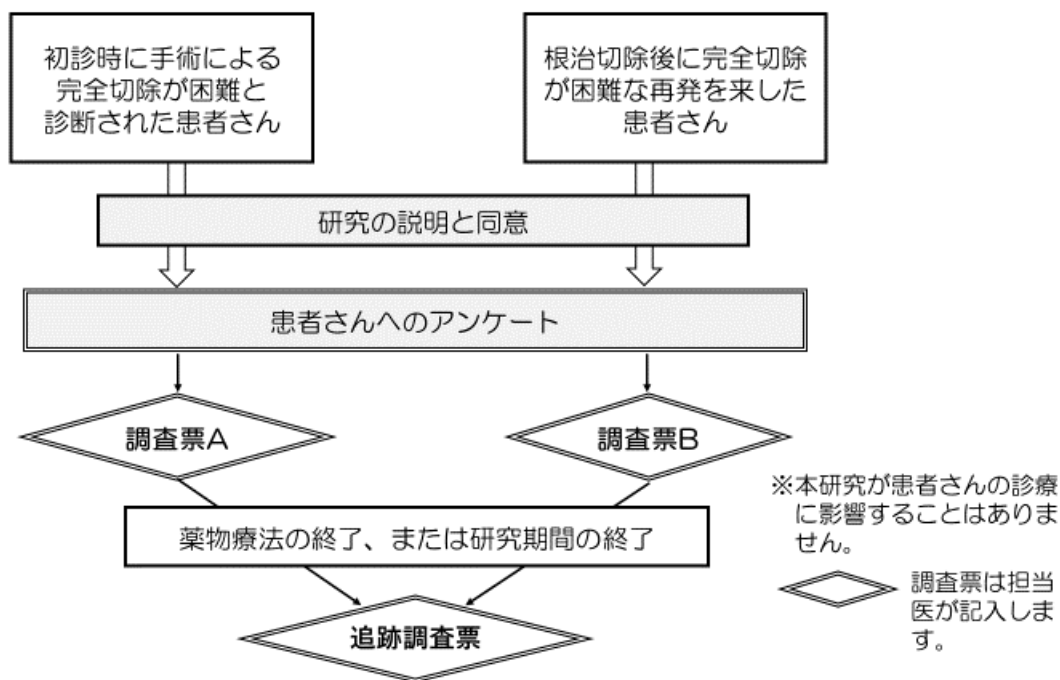 初診時に手術による
完全切除が困難と
診断された患者さん
根治切除後に完全切除
が困難な再発を来した
患者さん
研究の説明と同意
患者さんへのアンケート
調査票A
調査票B
薬物療法の終了、または研究期間の終了
追跡調査票
※本研究が患者さんの診療
に影響することはありま
せん。
調査票は担当
医が記入しま
す。